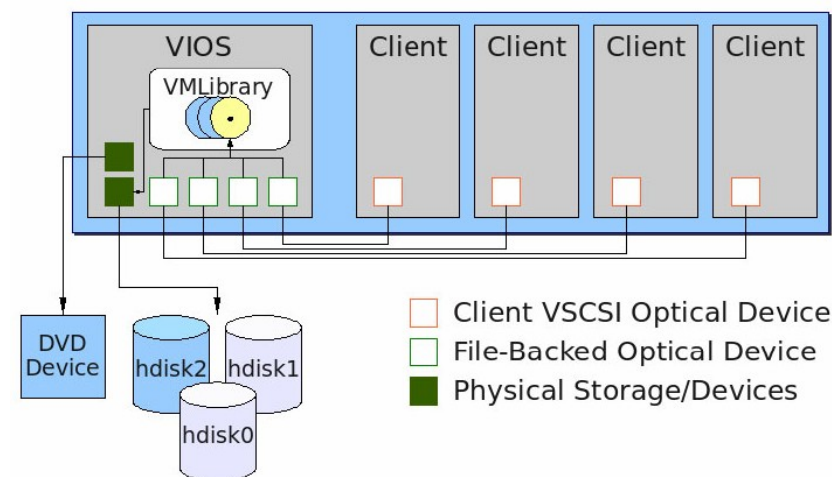 VIOS
Client
Client
Client
Client
VMLibrary
DVD
Device
hdisk2
hdisk1
hdisk0
Client VSCSI Optical Device
File-Backed Optical Device
Physical Storage/Devices